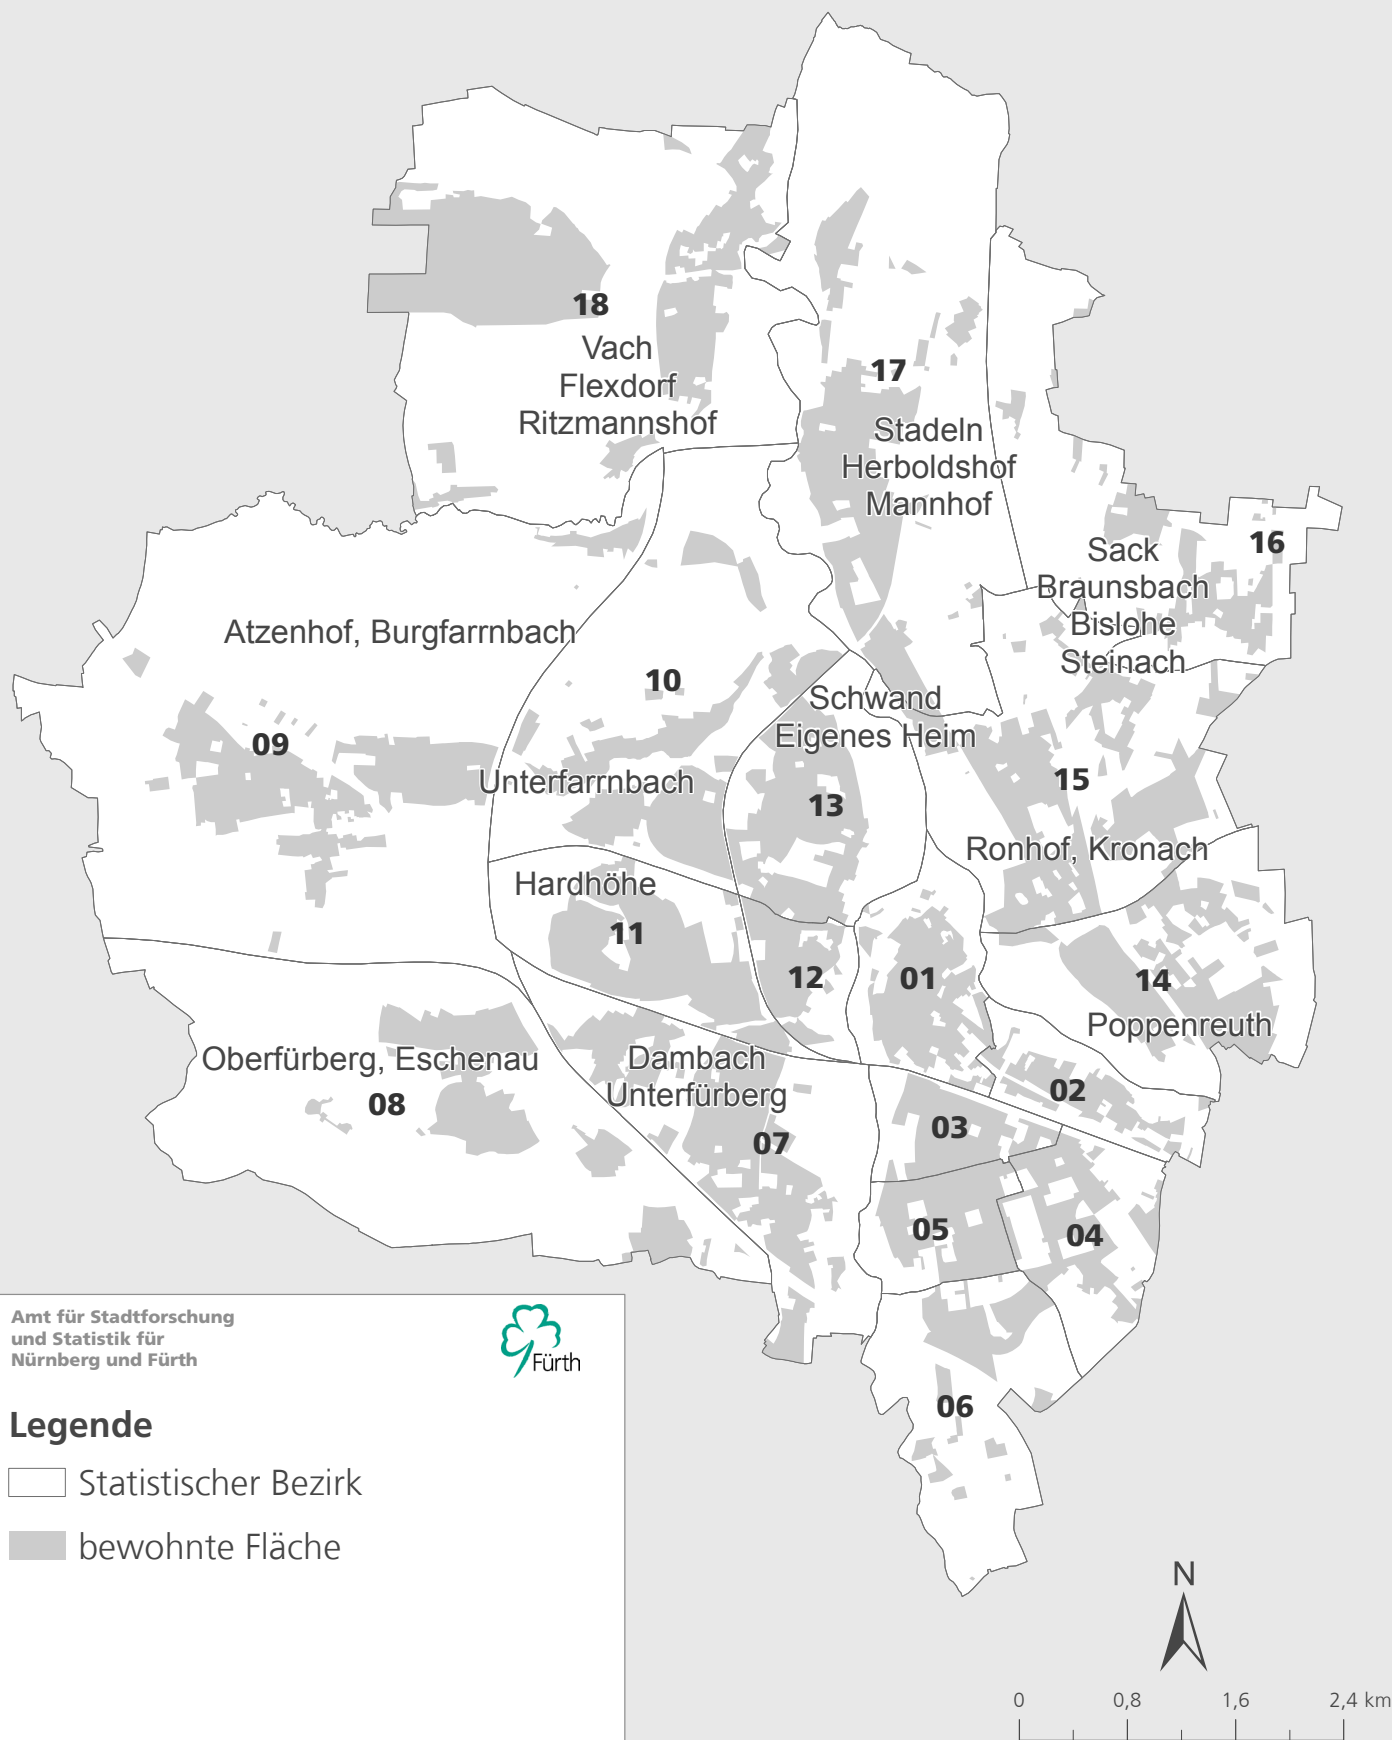 18
Vach
Flexdorf
Ritzmannshof
17
Stadeln
Herboldshof
Mannhof
16
Sack
Braunsbach
Bislohe
Steinach
Atzenhof, Burgfarrnbach
09
10
Unterfarrnbach
Schwand
Eigenes Heim
13
15
Ronhof, Kronach
Hardhöhe
11
12
01
14
Poppenreuth
Oberfürberg, Eschenau
08
Dambach
Unterfürberg
07
02
03
05
04
06
Amt für Stadtforschung
und Statistik für
Nürnberg und Fürth
Fürth
Legende
Statistischer Bezirk
bewohnte Fläche
N
0 0,8 1,6 2,4 km